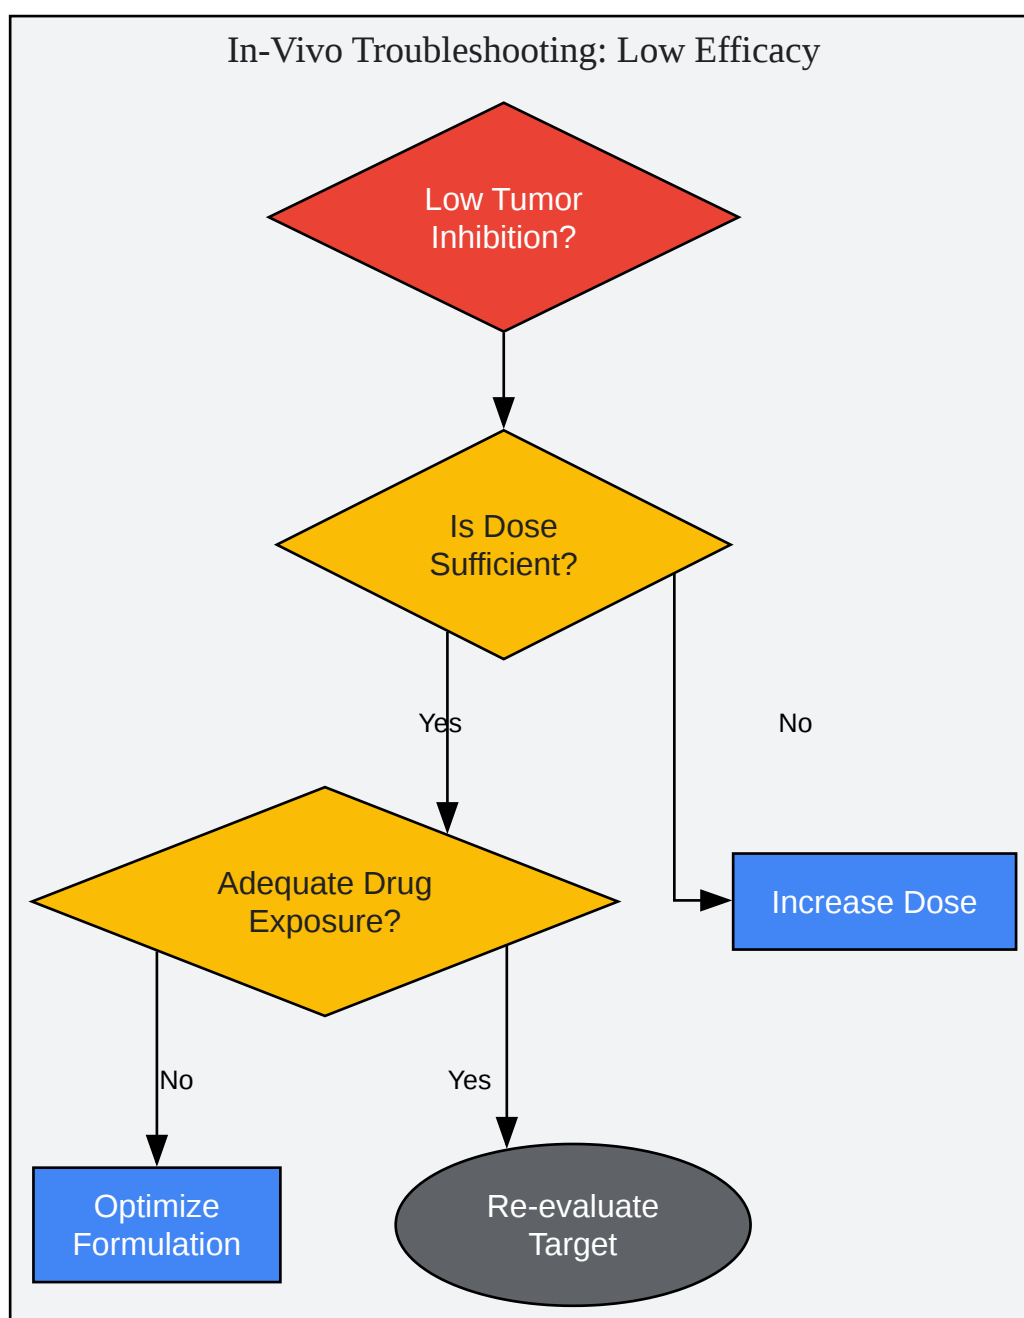 In-Vivo Troubleshooting: Low Efficacy
Low Tumor
Inhibition?
Is Dose
Sufficient?
Yes
No
Adequate Drug
Exposure?
Increase Dose
No
Yes
Optimize
Formulation
Re-evaluate
Target